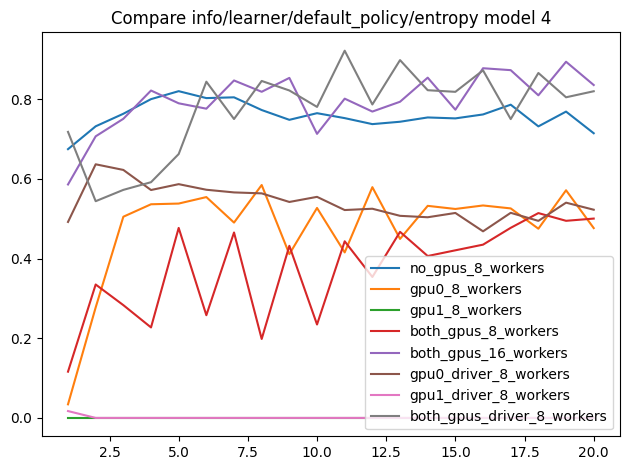 Compare info/learner/default_policy/entropy model 4
0.8
0.6
0.4
0.2
0.0
no_gpus_8_workers
gpu0_8_workers
gpu1_8_workers
both_gpus_8_workers
both_gpus_16_workers
gpu0_driver_8_workers
gpu1_driver_8_workers
both_gpus_driver_8_workers
2.5 5.0 7.5 10.0 12.5 15.0 17.5 20.0